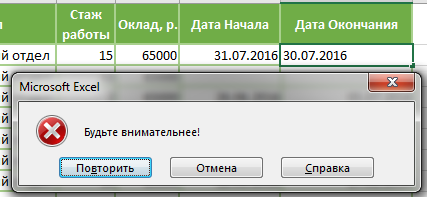 Стаж работы Оклад, р. Дата Начала Дата Окончания
й отдел 15 65000 31.07.2016 30.07.2016
Microsoft Excel
Будьте внимательнее!
Повторить Отмена Справка